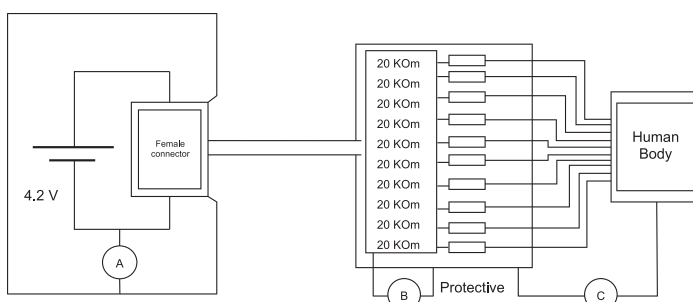 4.2 V
A
Female
connector
20 KOm
20 KOm
20 KOm
20 KOm
20 KOm
20 KOm
20 KOm
20 KOm
20 KOm
20 KOm
B
Protective
C
Human
Body